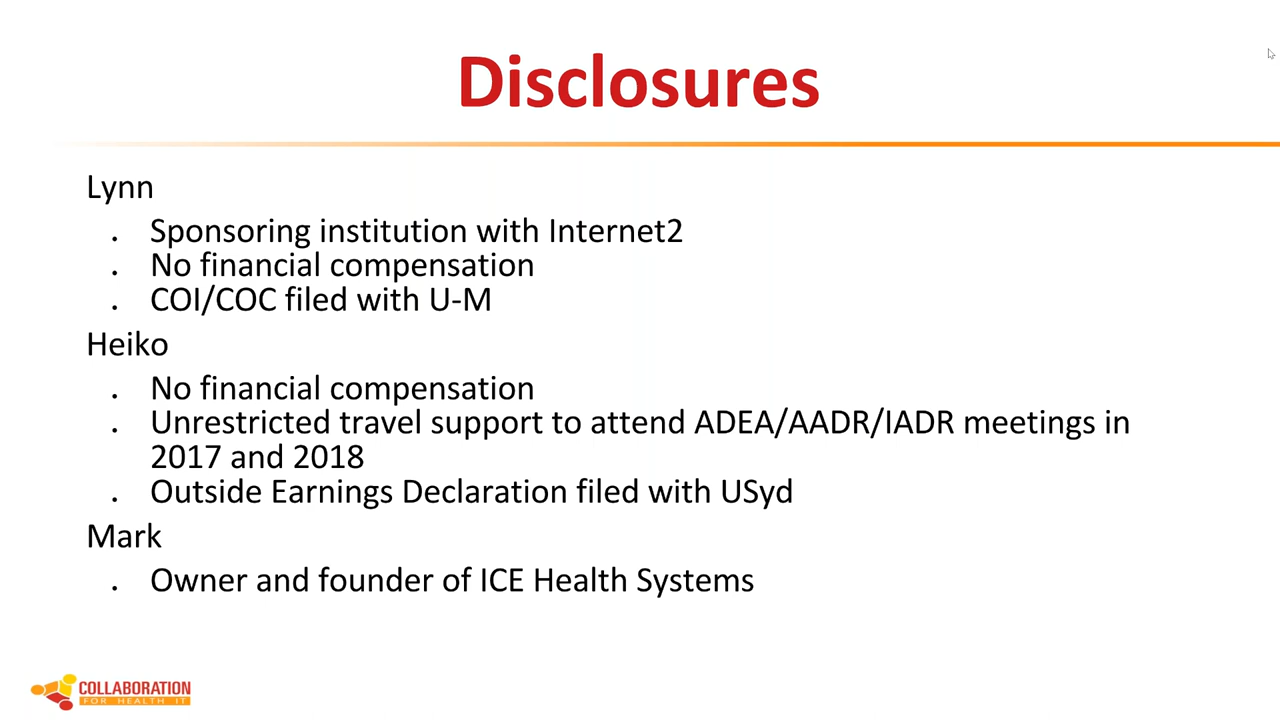 Disclosures
Lynn
. Sponsoring institution with Internet2
. No financial compensation
. COI/COC filed with U-M
Heiko
. No financial compensation
. Unrestricted travel support to attend ADEA/AADR/IADR meetings in
2017 and 2018
. Outside Earnings Declaration filed with USyd
Mark
. Owner and founder of ICE Health Systems
COLLABORATION
FOR HEALTH IT